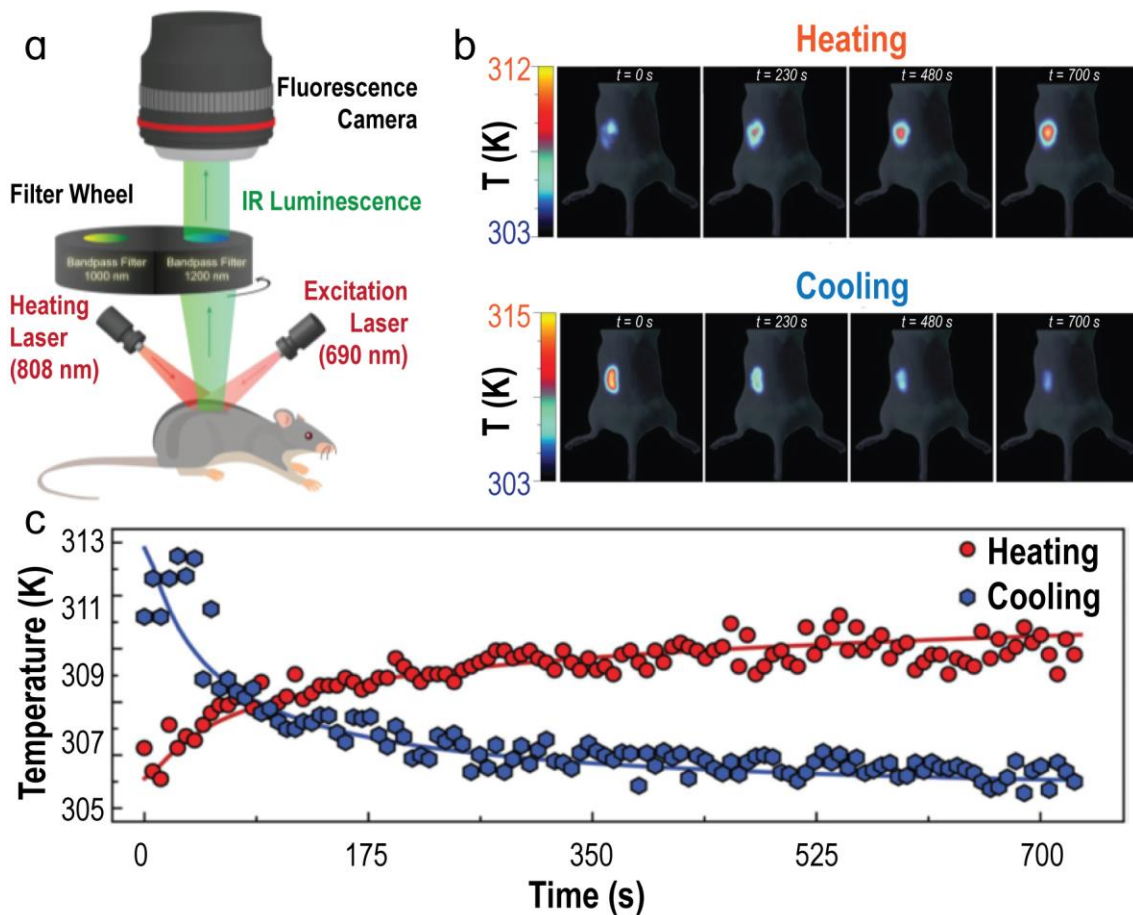 a
Fluorescence
Camera
Filter Wheel
IR Luminescence
Bandpass Filter
1000 nm
Bandpass Filter
1200 nm
Heating
Laser
(808 nm)
Excitation
Laser
(690 nm)
b
Heating
312
T (K)
303
t = 0 s
t = 230 s
t = 480 s
t = 700 s
Cooling
315
T (K)
303
t = 0 s
t = 230 s
t = 480 s
t = 700 s
c
Temperature (K)
313
311
309
307
305
Heating
Cooling
0
175
350
525
700
Time (s)